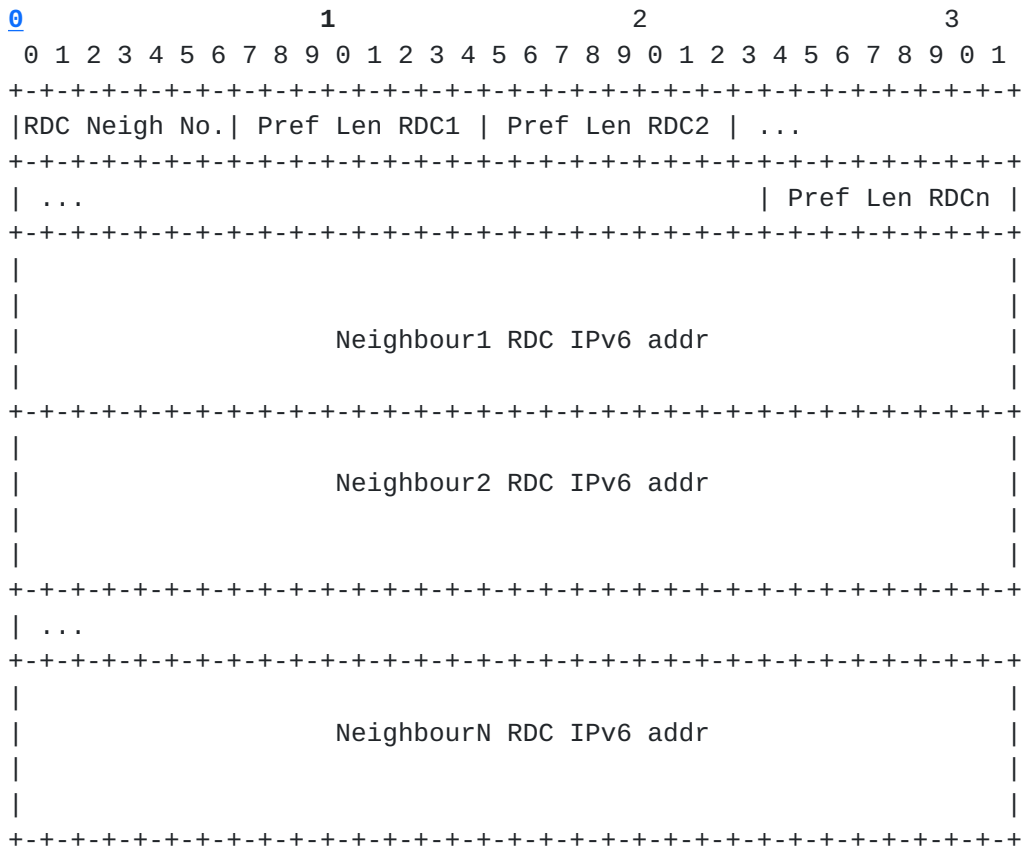 0                   1                   2                   3
 0 1 2 3 4 5 6 7 8 9 0 1 2 3 4 5 6 7 8 9 0 1 2 3 4 5 6 7 8 9 0 1
+-+-+-+-+-+-+-+-+-+-+-+-+-+-+-+-+-+-+-+-+-+-+-+-+-+-+-+-+-+-+-+-+
|RDC Neigh No.| Pref Len RDC1 | Pref Len RDC2 | ...
+-+-+-+-+-+-+-+-+-+-+-+-+-+-+-+-+-+-+-+-+-+-+-+-+-+-+-+-+-+-+-+-+
| ...                                           | Pref Len RDCn |
+-+-+-+-+-+-+-+-+-+-+-+-+-+-+-+-+-+-+-+-+-+-+-+-+-+-+-+-+-+-+-+-+
|                                                               |
|                                                               |
|                    Neighbour1 RDC IPv6 addr                   |
|                                                               |
+-+-+-+-+-+-+-+-+-+-+-+-+-+-+-+-+-+-+-+-+-+-+-+-+-+-+-+-+-+-+-+-+
|                                                               |
|                    Neighbour2 RDC IPv6 addr                   |
|                                                               |
|                                                               |
+-+-+-+-+-+-+-+-+-+-+-+-+-+-+-+-+-+-+-+-+-+-+-+-+-+-+-+-+-+-+-+-+
| ...
+-+-+-+-+-+-+-+-+-+-+-+-+-+-+-+-+-+-+-+-+-+-+-+-+-+-+-+-+-+-+-+-+
|                                                               |
|                    NeighbourN RDC IPv6 addr                   |
|                                                               |
|                                                               |
+-+-+-+-+-+-+-+-+-+-+-+-+-+-+-+-+-+-+-+-+-+-+-+-+-+-+-+-+-+-+-+-+